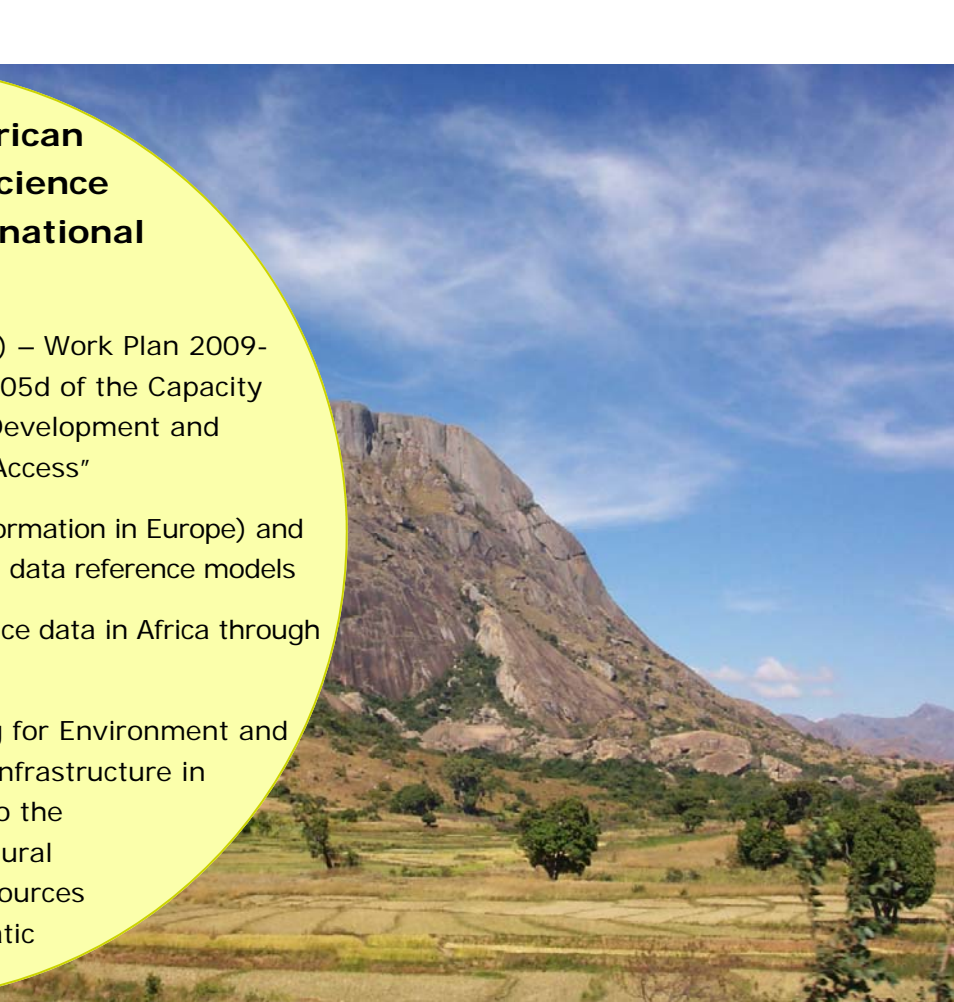 rican
cience
national
) – Work Plan 2009-
05d of the Capacity
Development and
Access”
ormation in Europe) and
data reference models
ce data in Africa through
g for Environment and
nfrastructure in
o the
ural
ources
atic